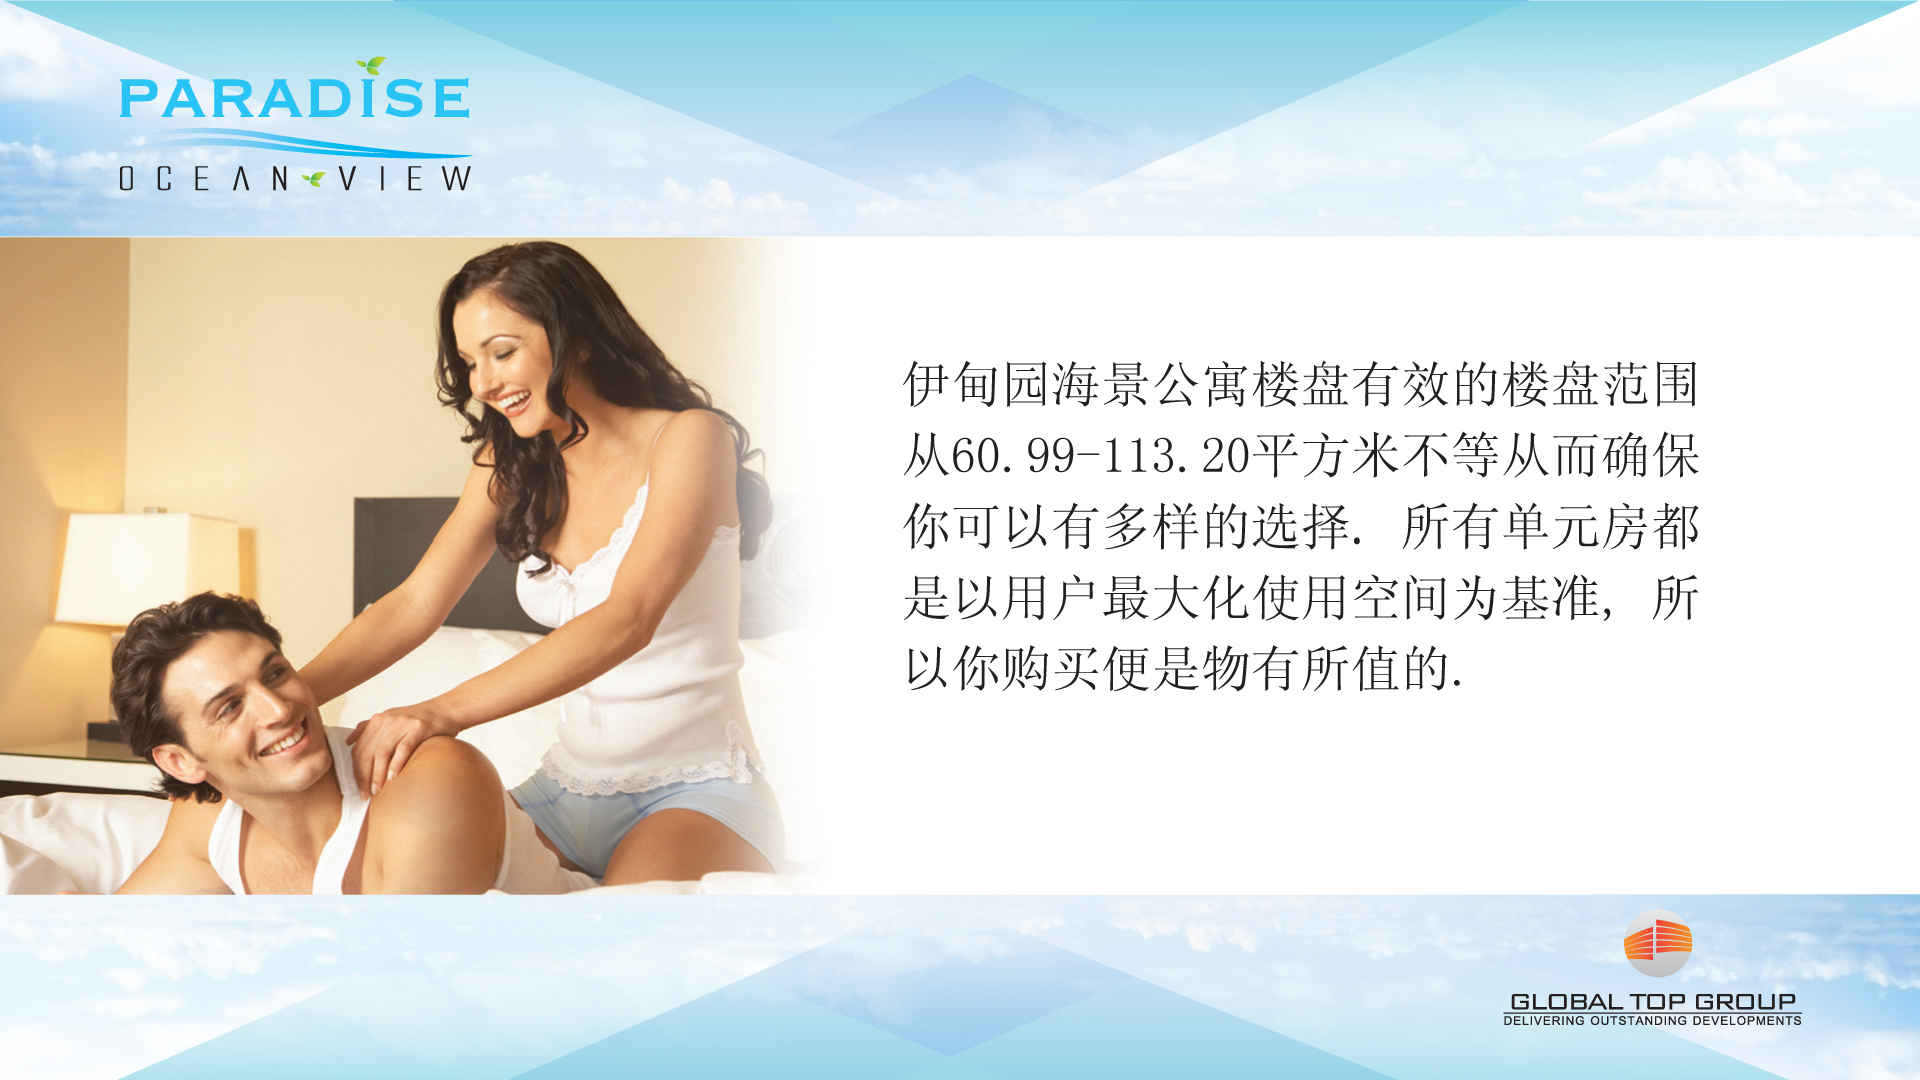 PARADISE
OCEAN VIEW
伊甸园海景公寓楼盘有效的楼盘范围
从60.99-113.20平方米不等从而确保
你可以有多样的选择. 所有单元房都
是以用户最大化使用空间为基准, 所
以你购买便是物有所值的.
GLOBAL TOP GROUP
DELIVERING OUTSTANDING DEVELOPMENTS